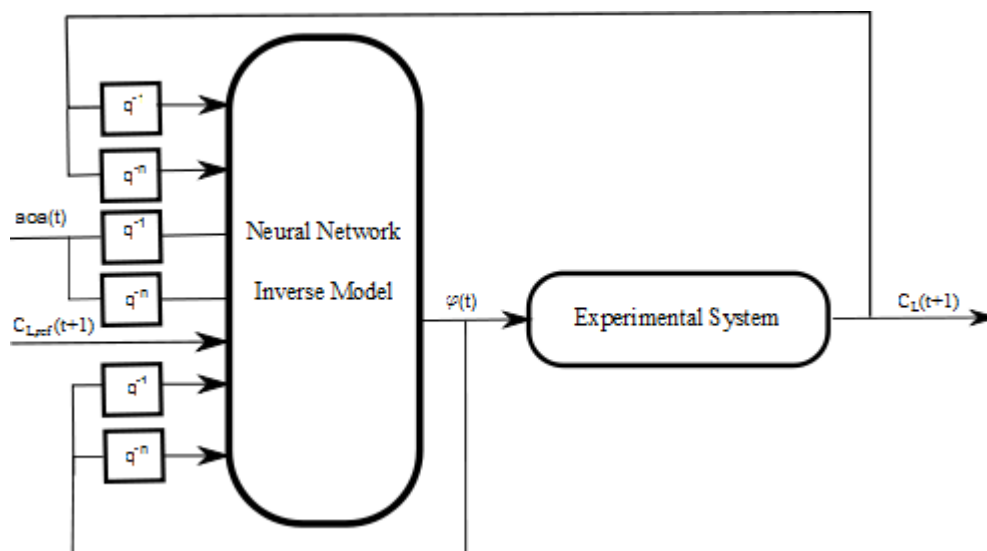 q⁻¹
q⁻ⁿ
aoa(t)
q⁻¹
q⁻ⁿ
C_L,ref(t+1)
q⁻¹
q⁻ⁿ
Neural Network
Inverse Model
φ(t)
Experimental System
C_L(t+1)